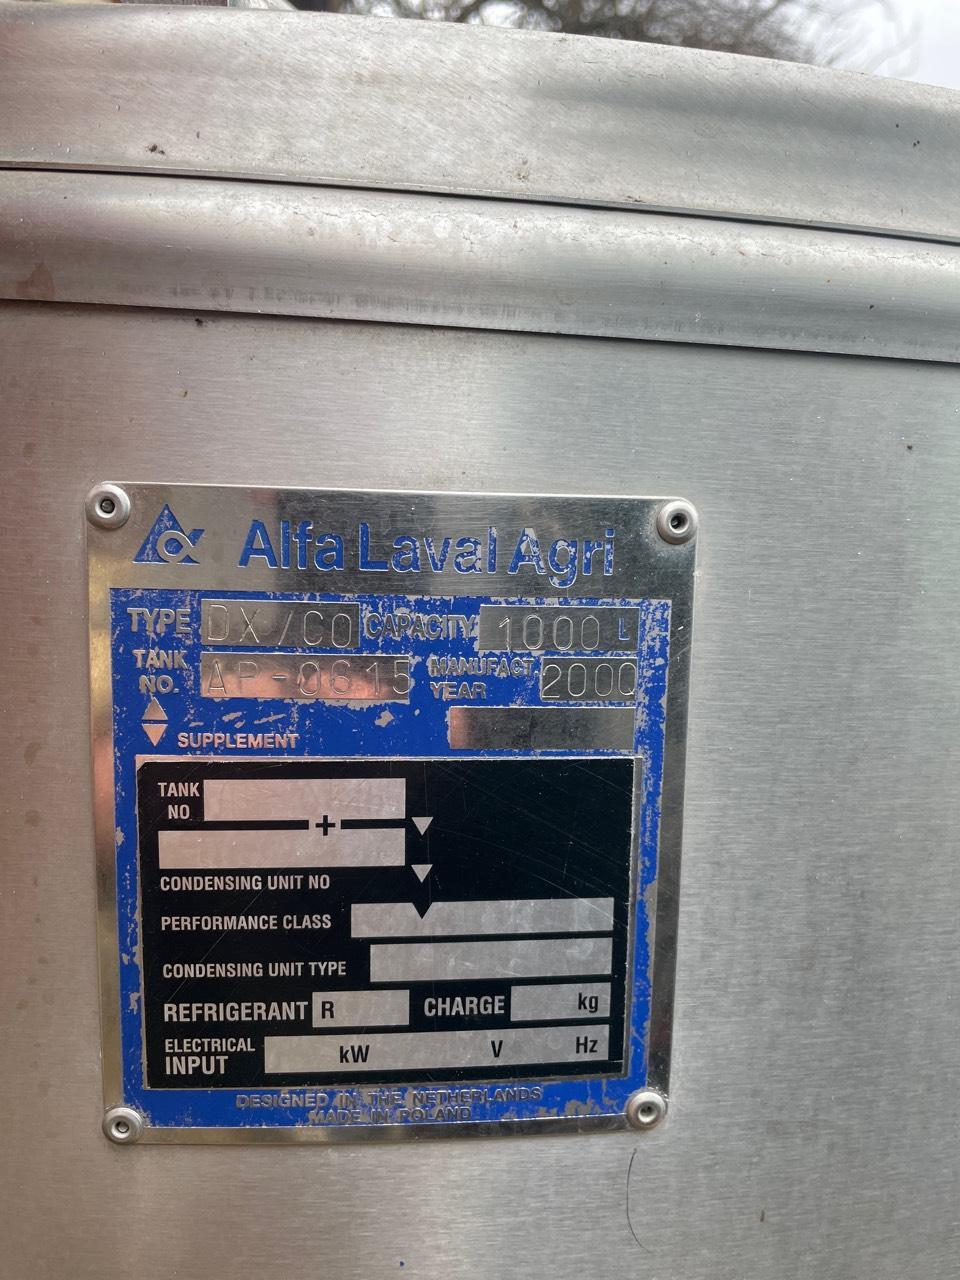 Alfa Laval Agri
TYPE DX/CO CAPACITY 1000 L
TANK NO. AP-0615 MANUFACT YEAR 2000
SUPPLEMENT
TANK NO
+
CONDENSING UNIT NO
PERFORMANCE CLASS
CONDENSING UNIT TYPE
REFRIGERANT R CHARGE kg
ELECTRICAL INPUT kW V Hz
DESIGNED IN THE NETHERLANDS
MADE IN POLAND